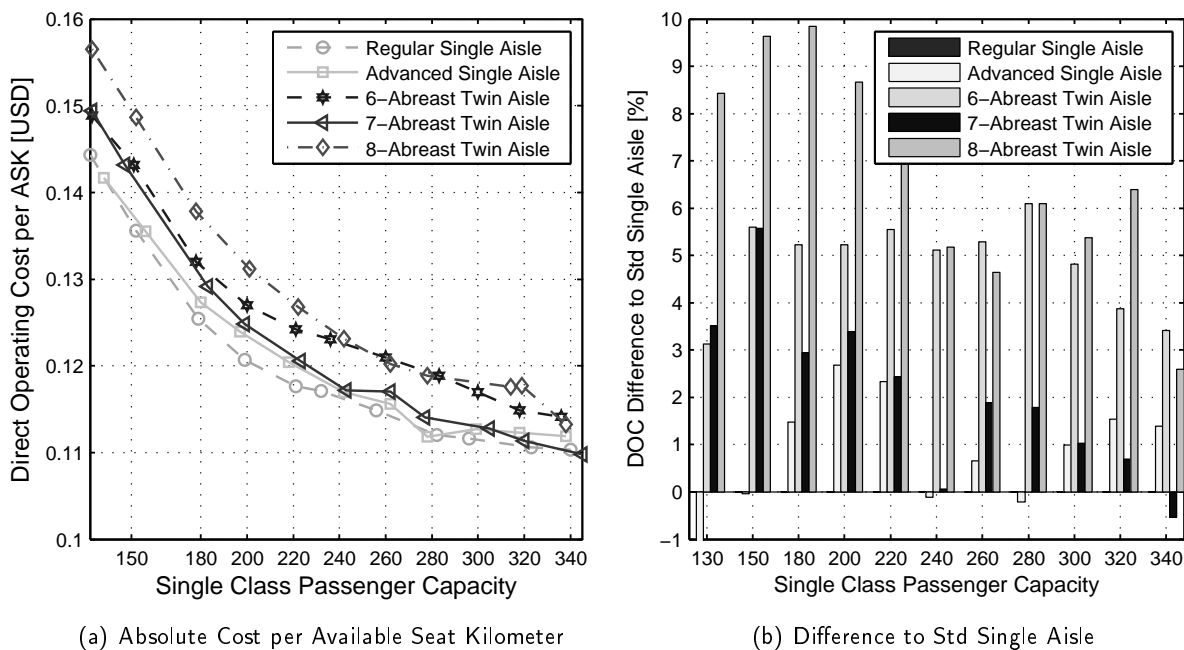 0.16
0.15
0.14
0.13
0.12
0.11
0.1
Direct Operating Cost per ASK [USD]
Regular Single Aisle
Advanced Single Aisle
6−Abreast Twin Aisle
7−Abreast Twin Aisle
8−Abreast Twin Aisle
150 180 200 220 240 260 280 300 320 340
Single Class Passenger Capacity
(a) Absolute Cost per Available Seat Kilometer
10
9
8
7
6
5
4
3
2
1
0
−1
DOC Difference to Std Single Aisle [%]
Regular Single Aisle
Advanced Single Aisle
6−Abreast Twin Aisle
7−Abreast Twin Aisle
8−Abreast Twin Aisle
130 150 180 200 220 240 260 280 300 320 340
Single Class Passenger Capacity
(b) Difference to Std Single Aisle